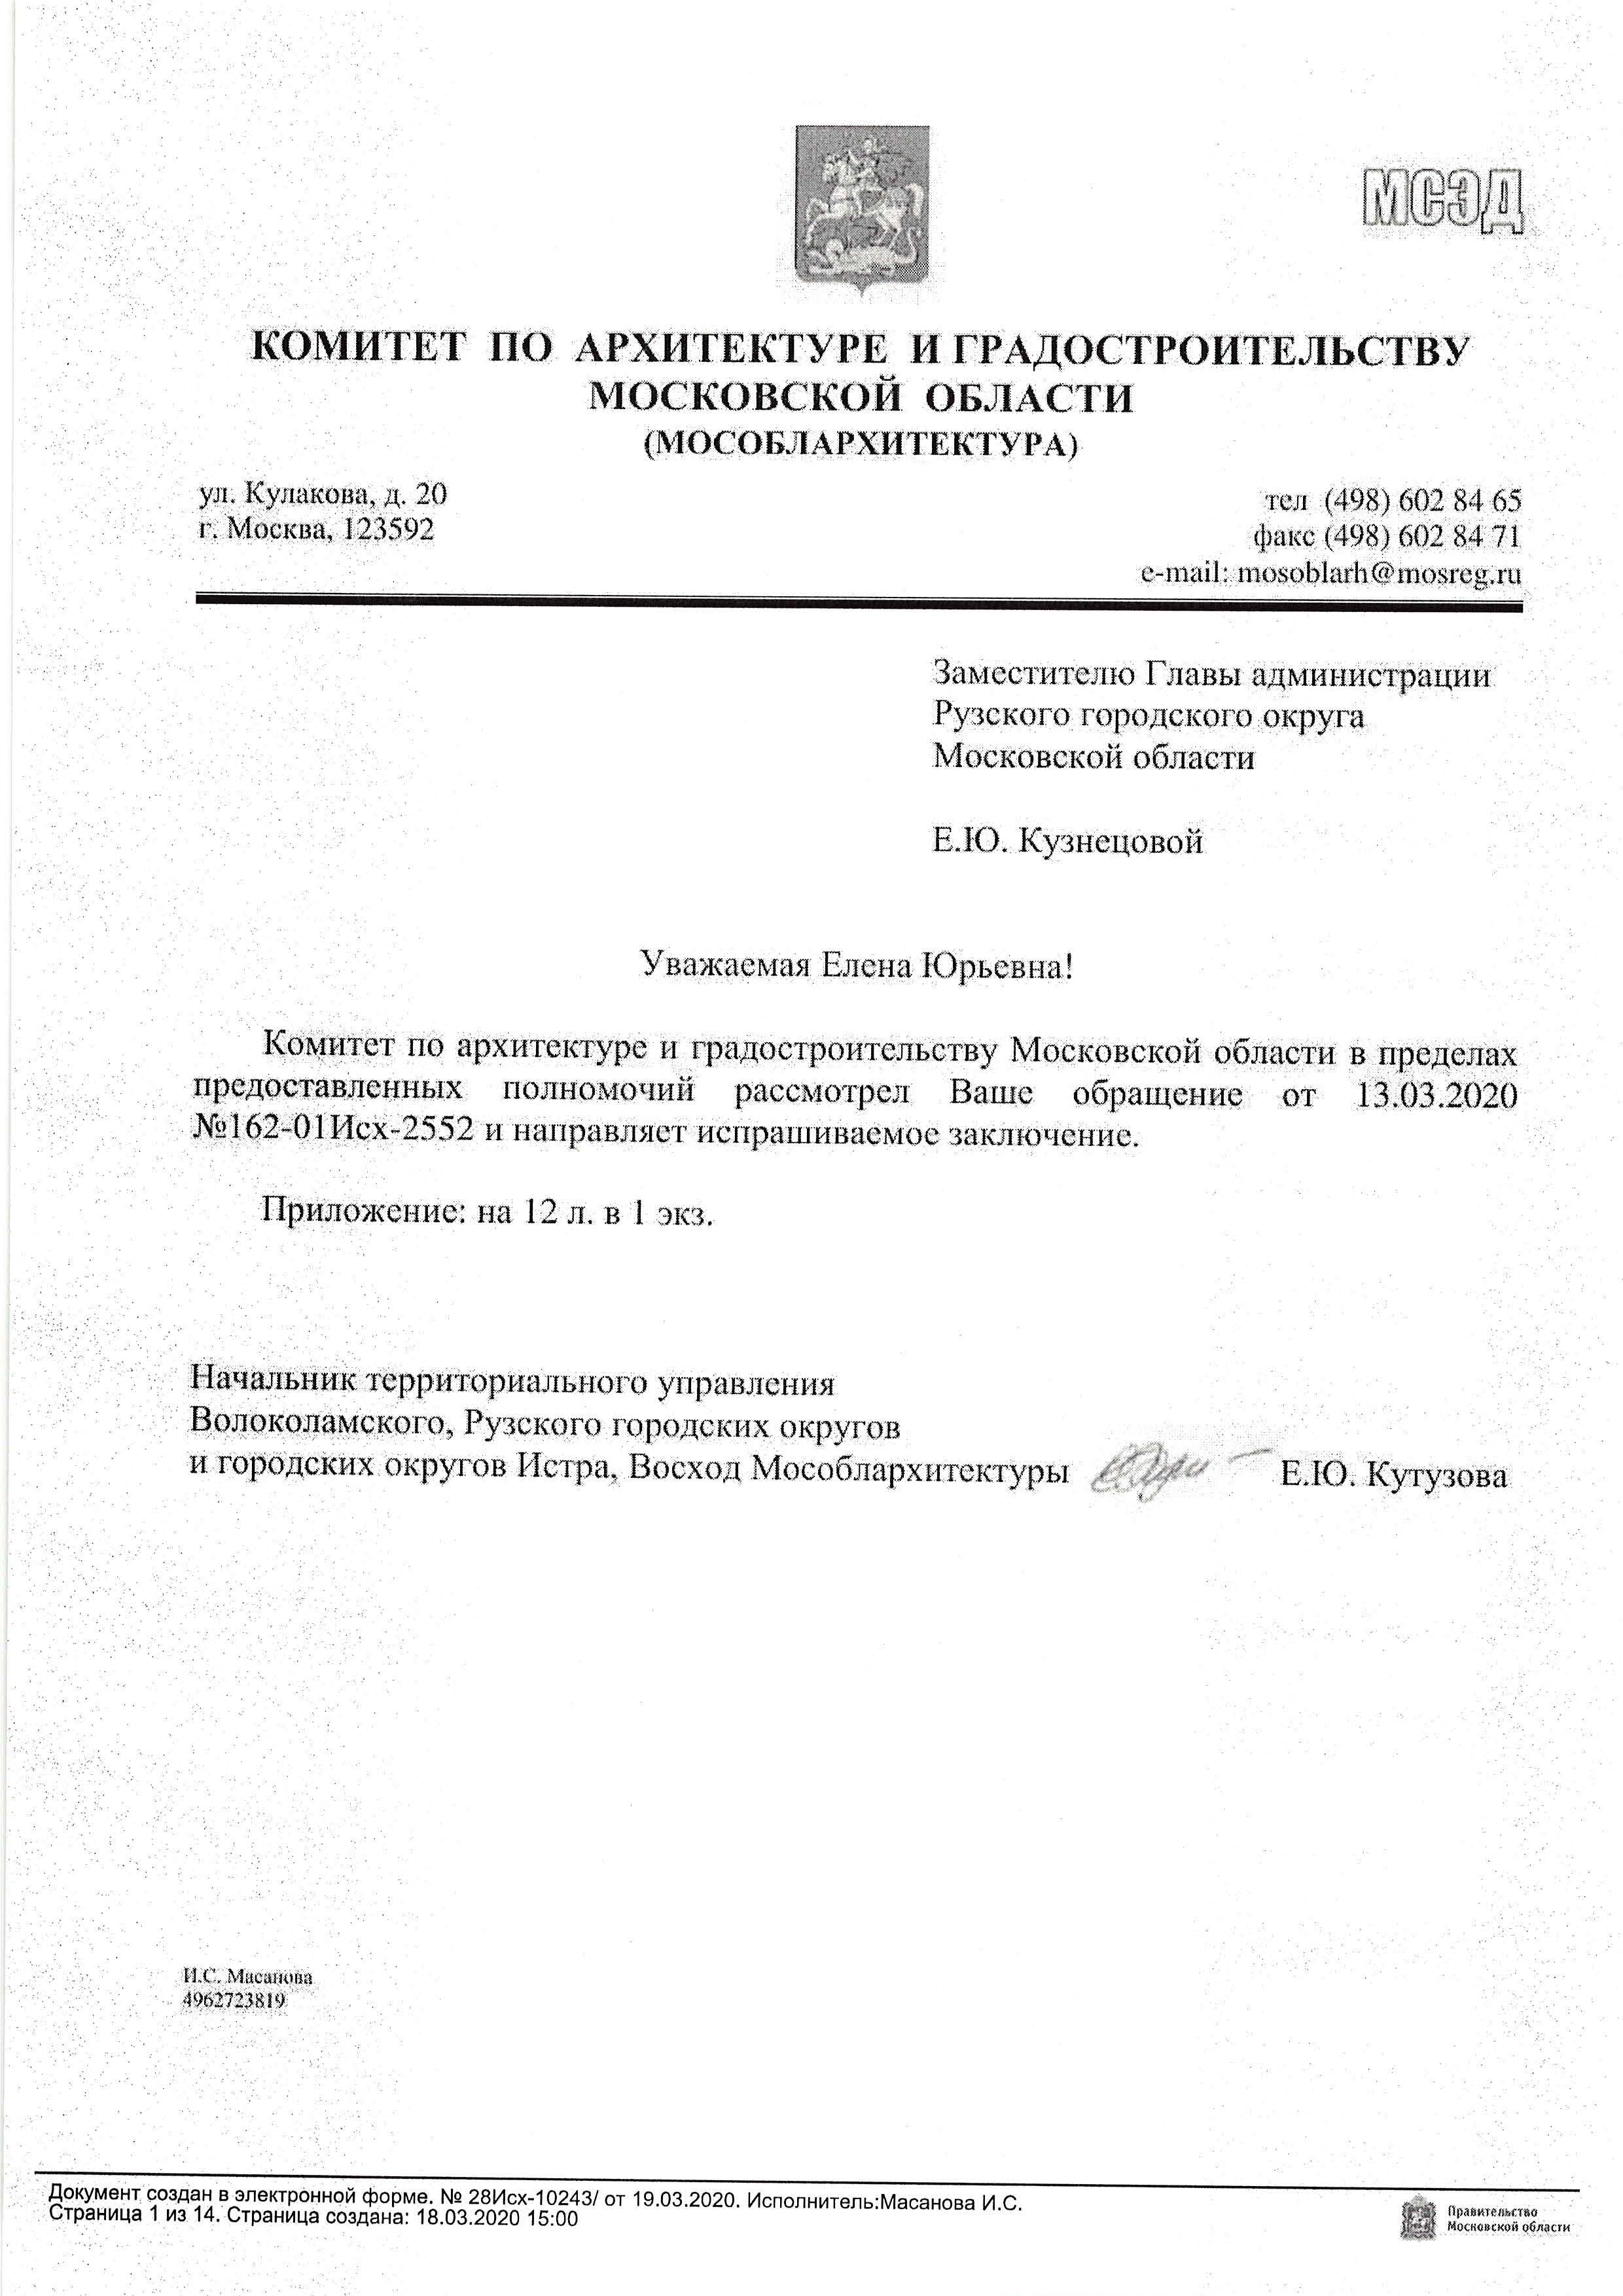 МСЭД
КОМИТЕТ ПО АРХИТЕКТУРЕ И ГРАДОСТРОИТЕЛЬСТВУ
МОСКОВСКОЙ ОБЛАСТИ
(МОСОБЛАРХИТЕКТУРА)
ул. Кулакова, д. 20
г. Москва, 123592
тел (498) 602 84 65
факс (498) 602 84 71
e-mail: mosoblarh@mosreg.ru
Заместителю Главы администрации
Рузского городского округа
Московской области
Е.Ю. Кузнецовой
Уважаемая Елена Юрьевна!
Комитет по архитектуре и градостроительству Московской области в пределах
предоставленных полномочий рассмотрел Ваше обращение от 13.03.2020
№162-01Исх-2552 и направляет испрашиваемое заключение.
Приложение: на 12 л. в 1 экз.
Начальник территориального управления
Волоколамского, Рузского городских округов
и городских округов Истра, Восход Мособлархитектуры Е.Ю. Кутузова
И.С. Масанова
4962723819
Документ создан в электронной форме. № 28Исх-10243/ от 19.03.2020. Исполнитель:Масанова И.С.
Страница 1 из 14. Страница создана: 18.03.2020 15:00
Правительство
Московской области